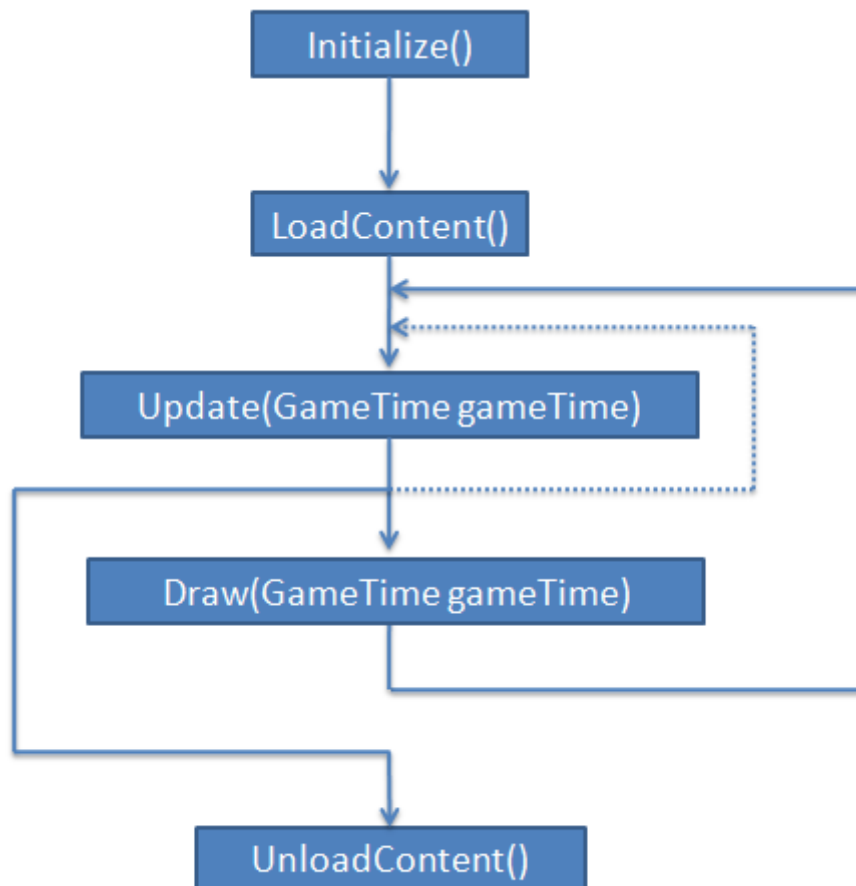 Initialize()
LoadContent()
Update(GameTime gameTime)
Draw(GameTime gameTime)
UnloadContent()